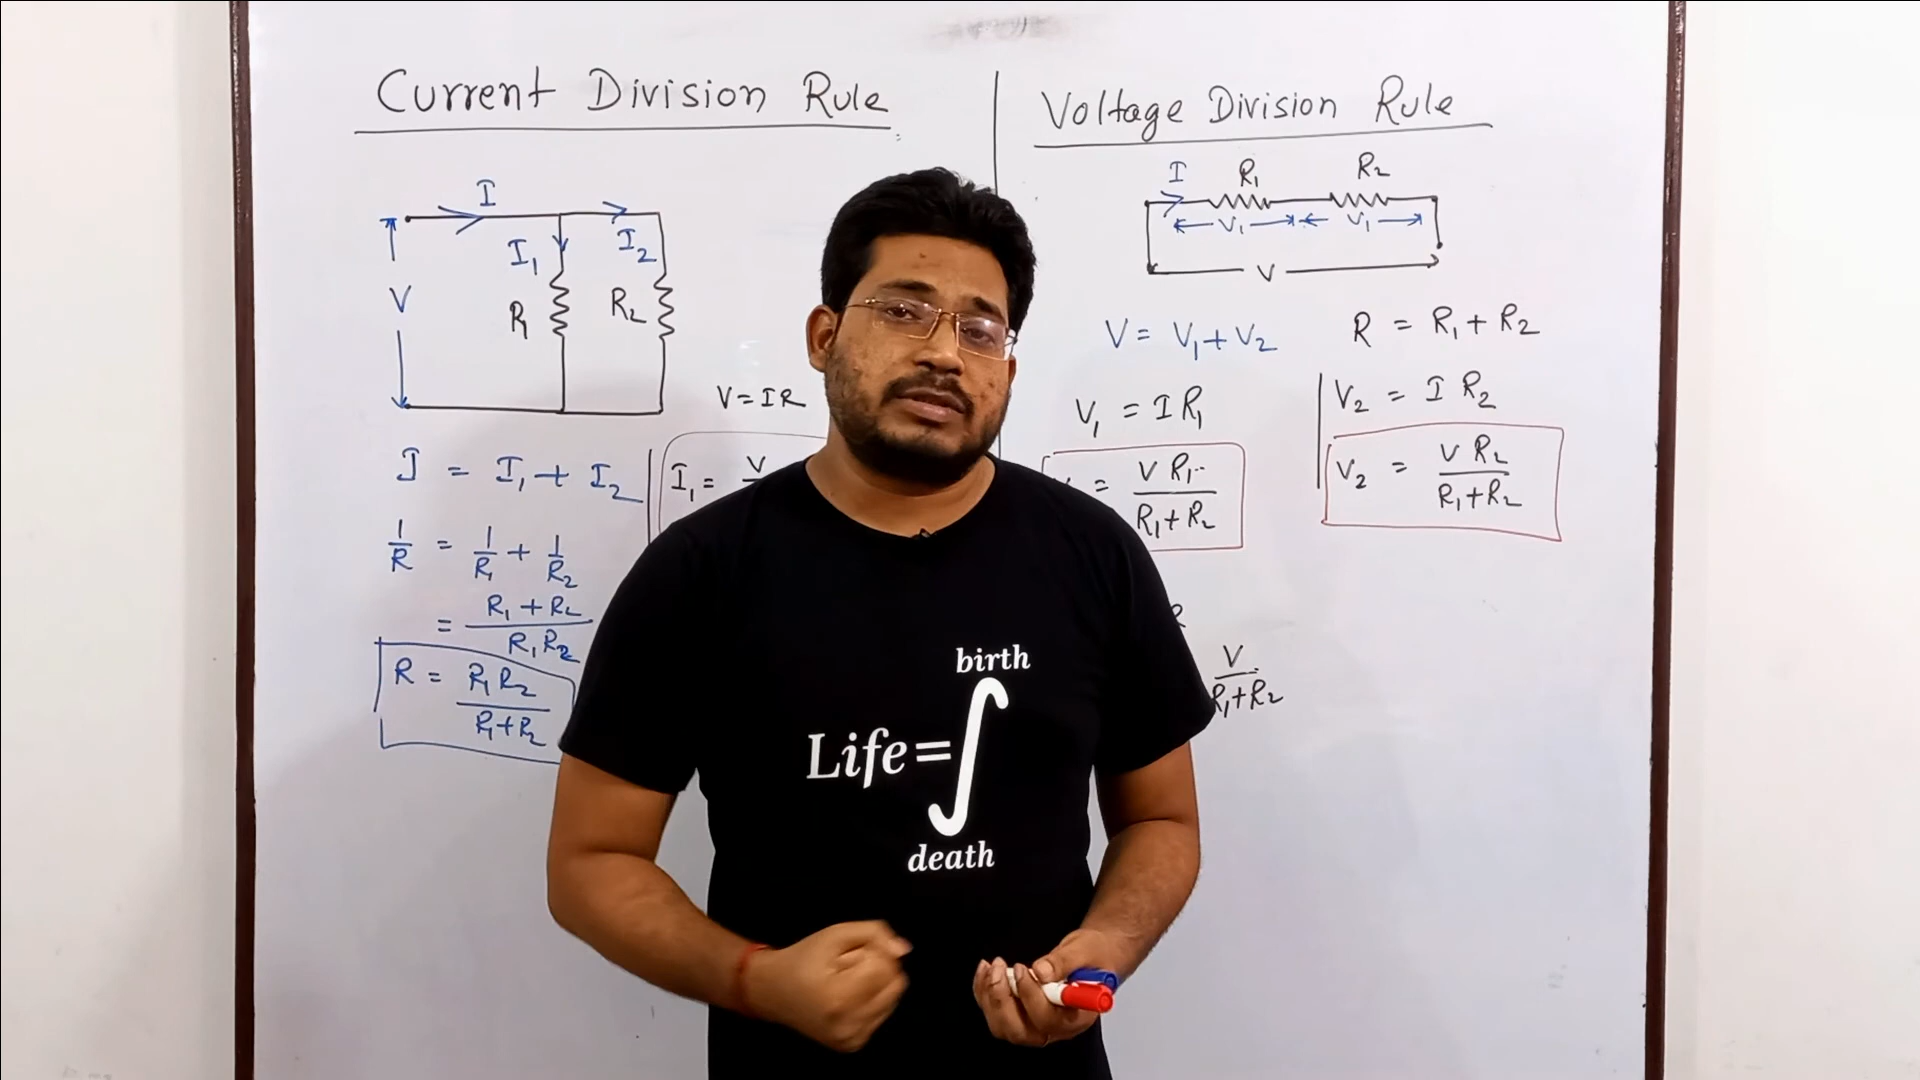 Current Division Rule
I
I₁
I₂
V
R₁
R₂
V = IR
I = I₁ + I₂
I₁ = V
1/R = 1/R₁ + 1/R₂
= R₁ + R₂ / R₁R₂
R = R₁R₂ / R₁+R₂
Voltage Division Rule
I R₁ R₂
V₁ V₁
V
V = V₁ + V₂ R = R₁ + R₂
V₁ = I R₁
V₂ = I R₂
= V R₁ / R₁+R₂
V₂ = V R₂ / R₁+R₂
R
V / R₁+R₂
birth
Life=∫
death